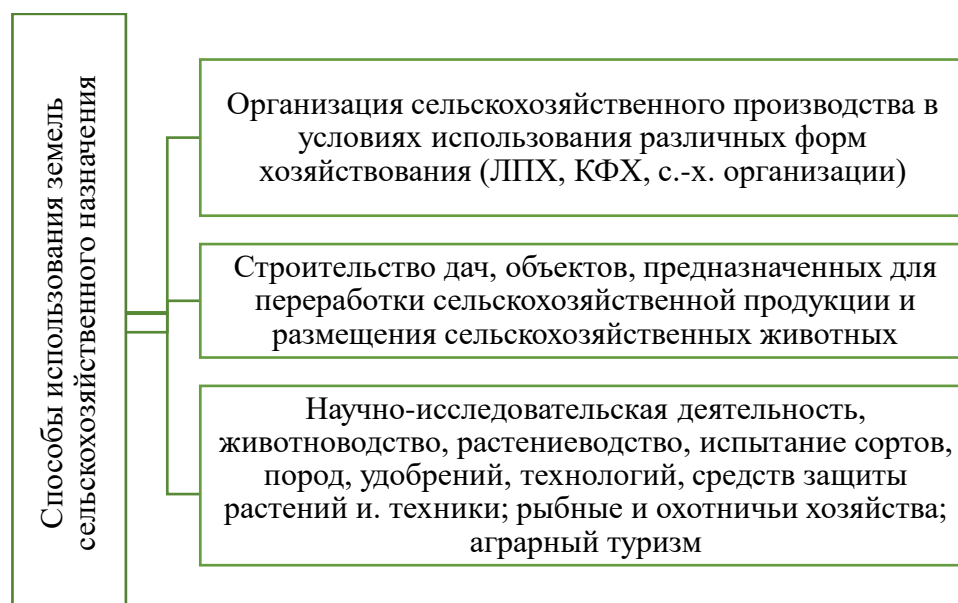 Способы использования земель
сельскохозяйственного назначения
Организация сельскохозяйственного производства в
условиях использования различных форм
хозяйствования (ЛПХ, КФХ, с.-х. организации)
Строительство дач, объектов, предназначенных для
переработки сельскохозяйственной продукции и
размещения сельскохозяйственных животных
Научно-исследовательская деятельность,
животноводство, растениеводство, испытание сортов,
пород, удобрений, технологий, средств защиты
растений и. техники; рыбные и охотничьи хозяйства;
аграрный туризм